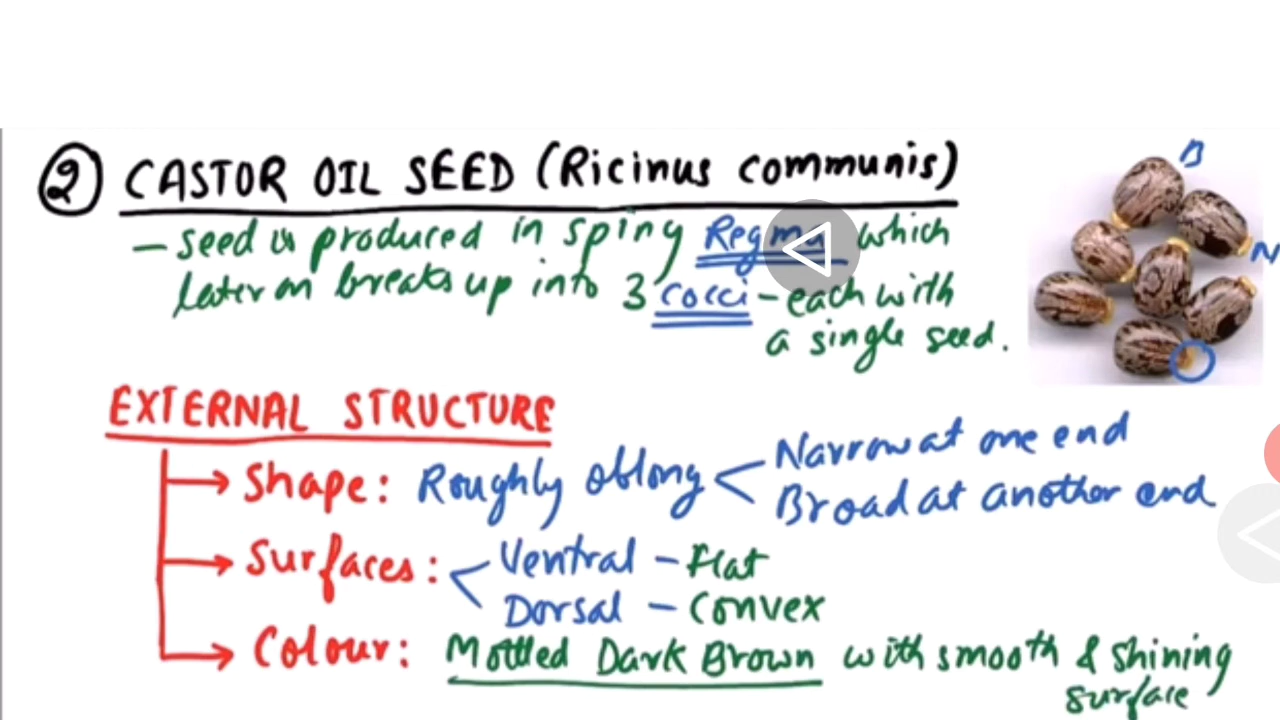 ② CASTOR OIL SEED (Ricinus communis)
B
— seed is produced in sping Regma which
N
later on breaks up into 3 cocci - each with
a single seed.
EXTERNAL STRUCTURE
→ Shape: Roughly oblong < Narrow at one end
Broad at another end
→ Surfaces: < Ventral - Flat
Dorsal - Convex
→ Colour: Mottled Dark Brown with smooth & shining
surface